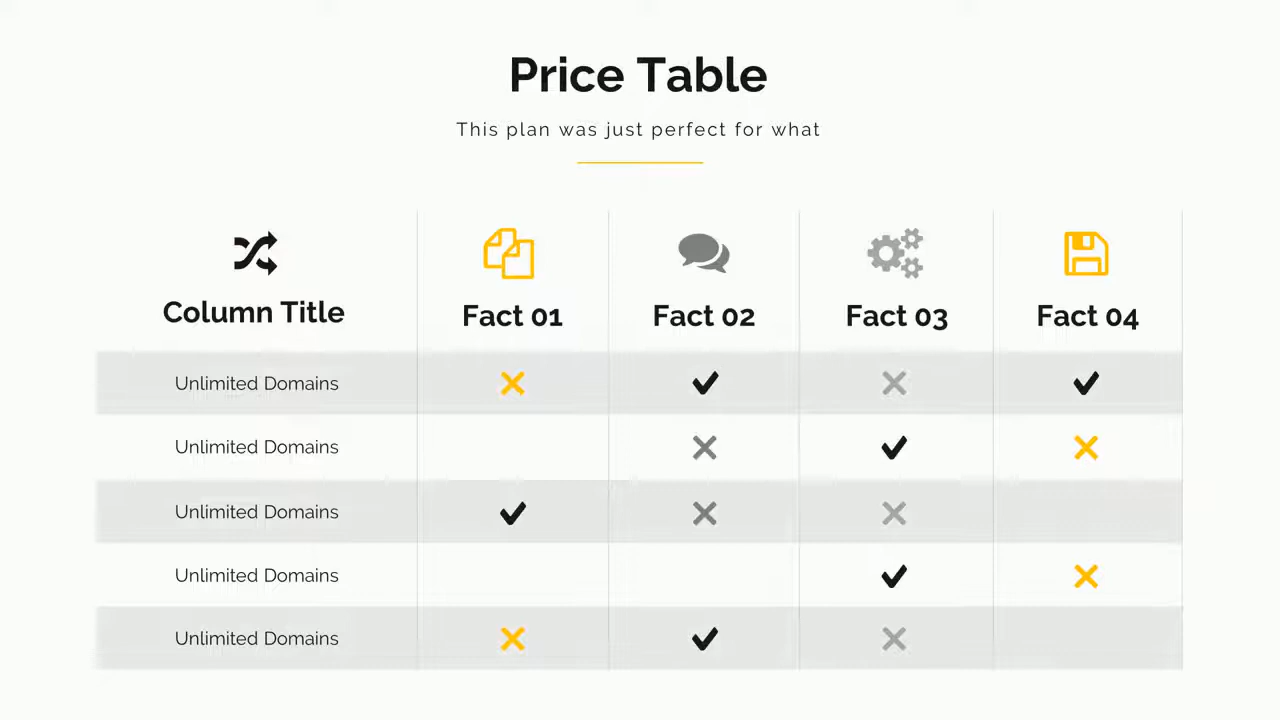 Price Table
This plan was just perfect for what
Column Title Fact 01 Fact 02 Fact 03 Fact 04
Unlimited Domains
Unlimited Domains
Unlimited Domains
Unlimited Domains
Unlimited Domains